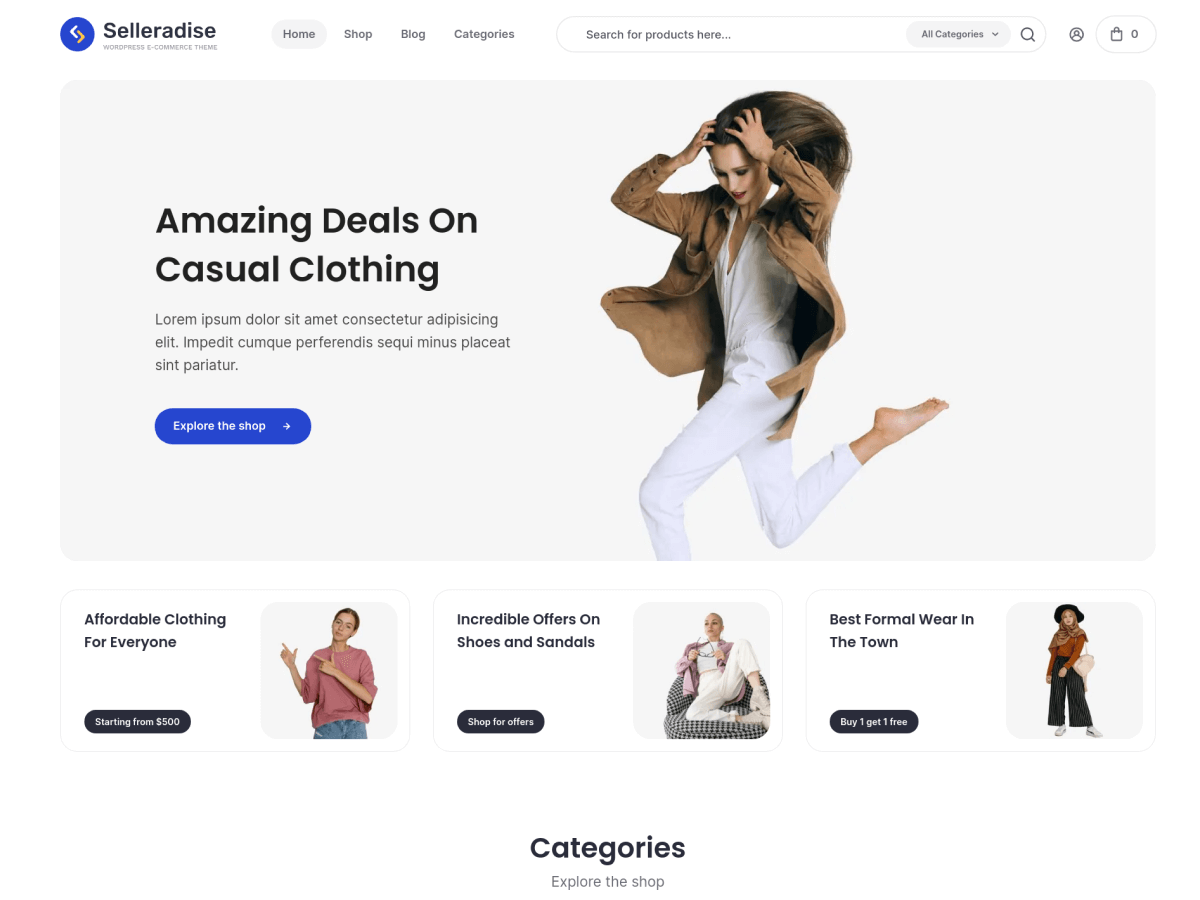 Selleradise
WORDPRESS E-COMMERCE THEME
Home
Shop
Blog
Categories
Search for products here...
All Categories
0
Amazing Deals On
Casual Clothing
Lorem ipsum dolor sit amet consectetur adipisicing
elit. Impedit cumque perferendis sequi minus placeat
sint pariatur.
Explore the shop
Affordable Clothing
For Everyone
Starting from $500
Incredible Offers On
Shoes and Sandals
Shop for offers
Best Formal Wear In
The Town
Buy 1 get 1 free
Categories
Explore the shop